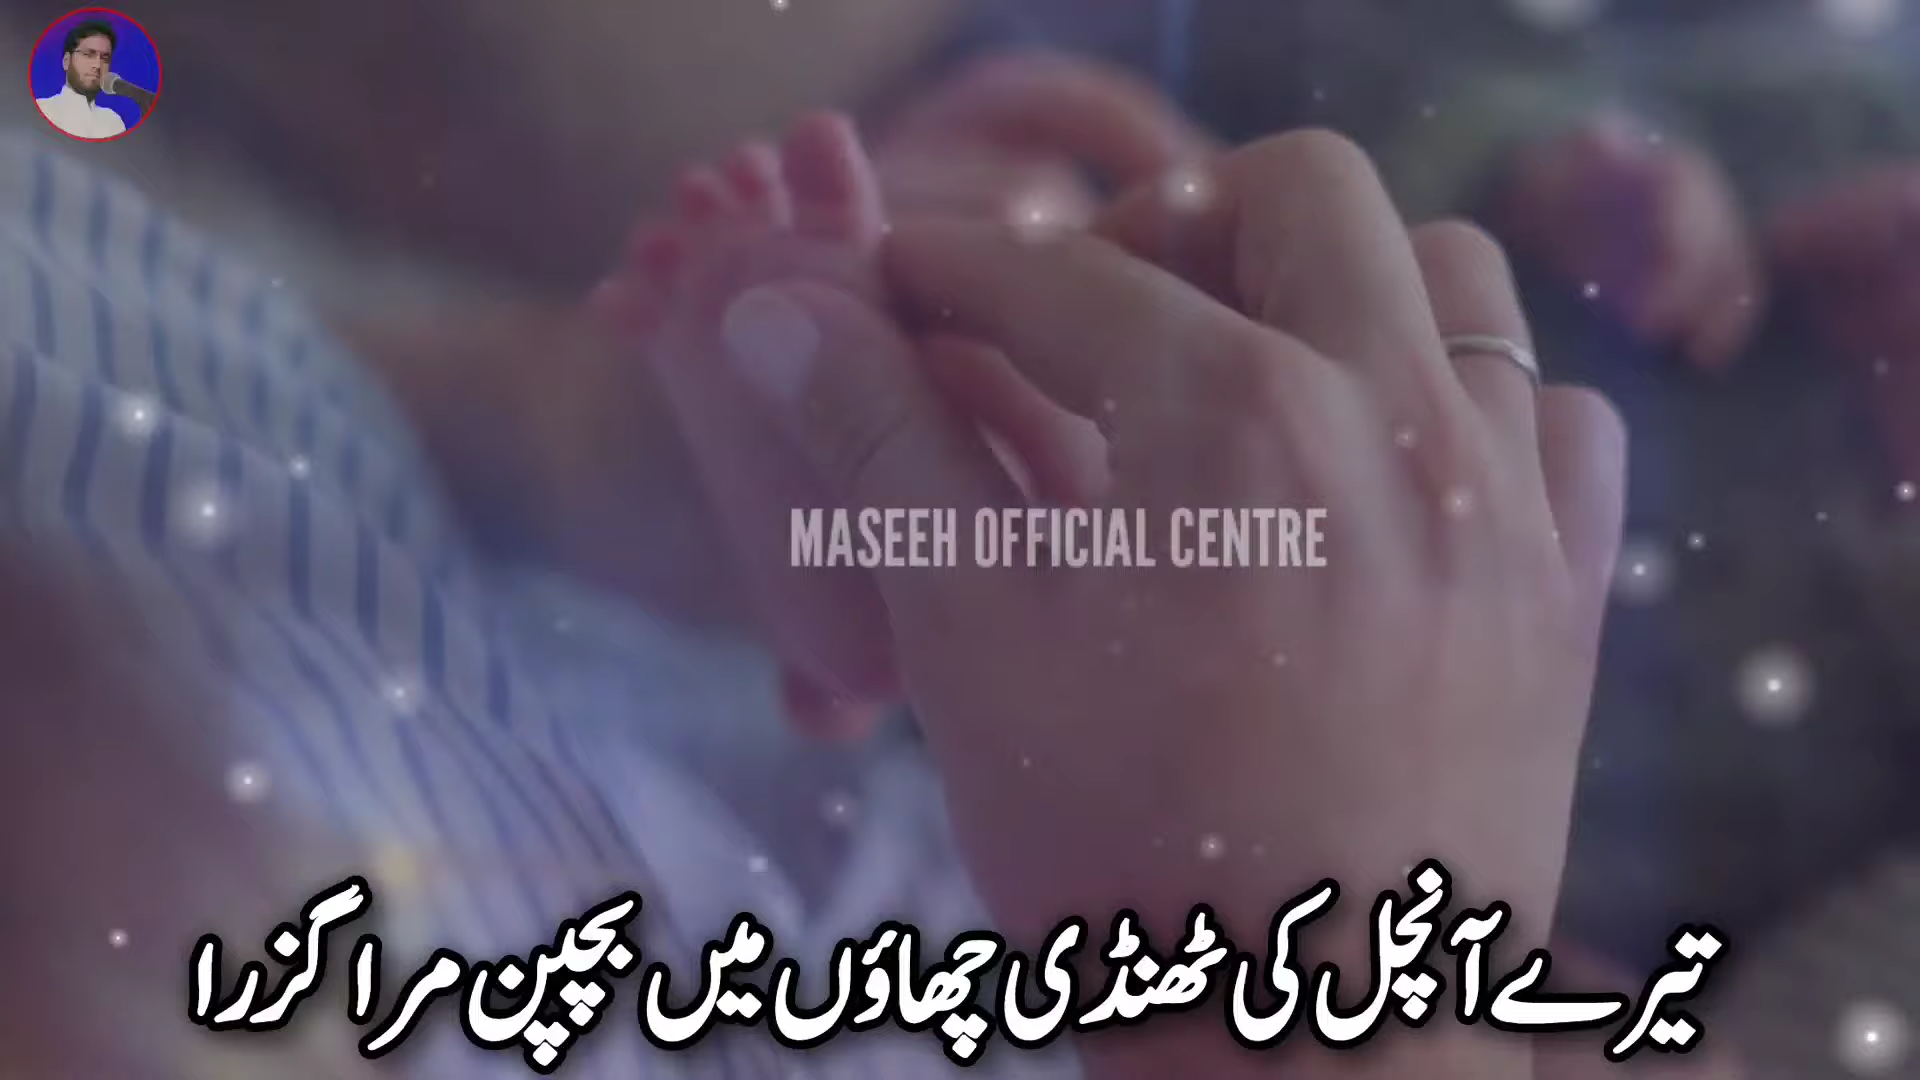 MASEEH OFFICIAL CENTRE
تیرے آنچل کی ٹھنڈی چھاؤں میں بچپن مرا گزرا